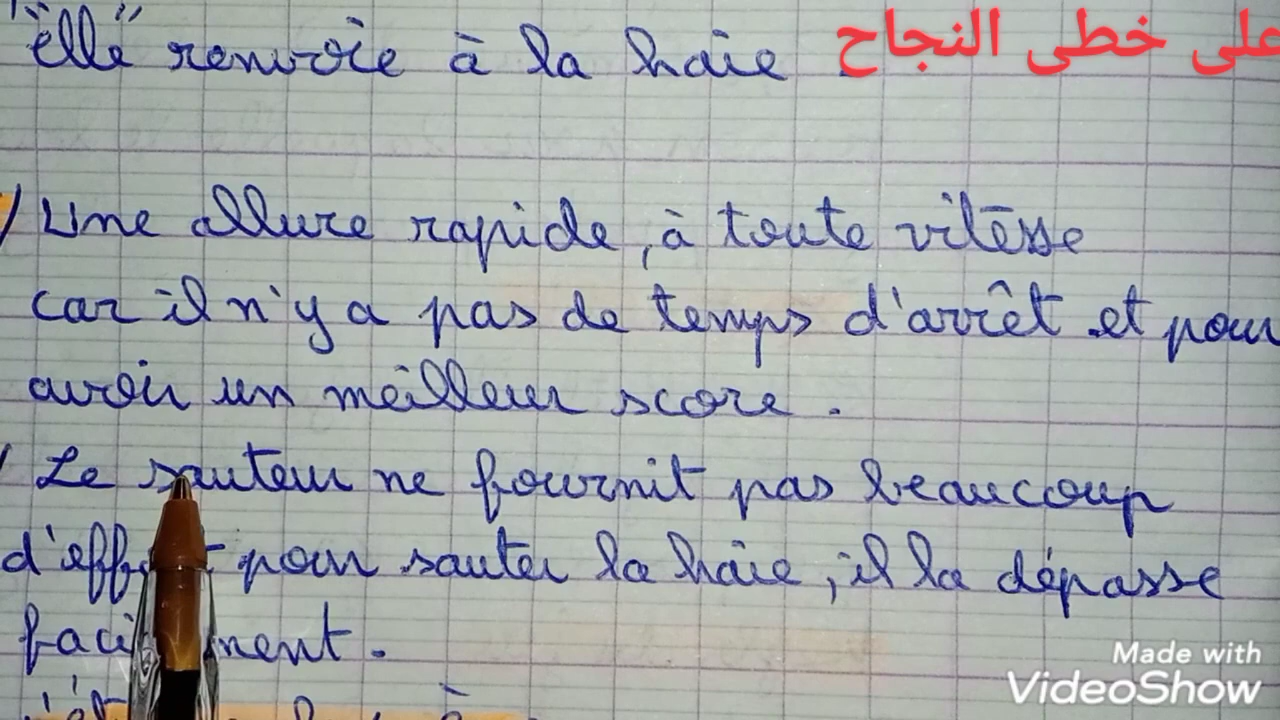 "elle" renvoie à la haie.
على خطى النجاح
/ Une allure rapide, à toute vitesse
car il n'y a pas de temps d'arrêt et pour
avoir un meilleur score.
/ Le sauteur ne fournit pas beaucoup
pour sauter la haie, il la dépasse
Made with
VideoShow